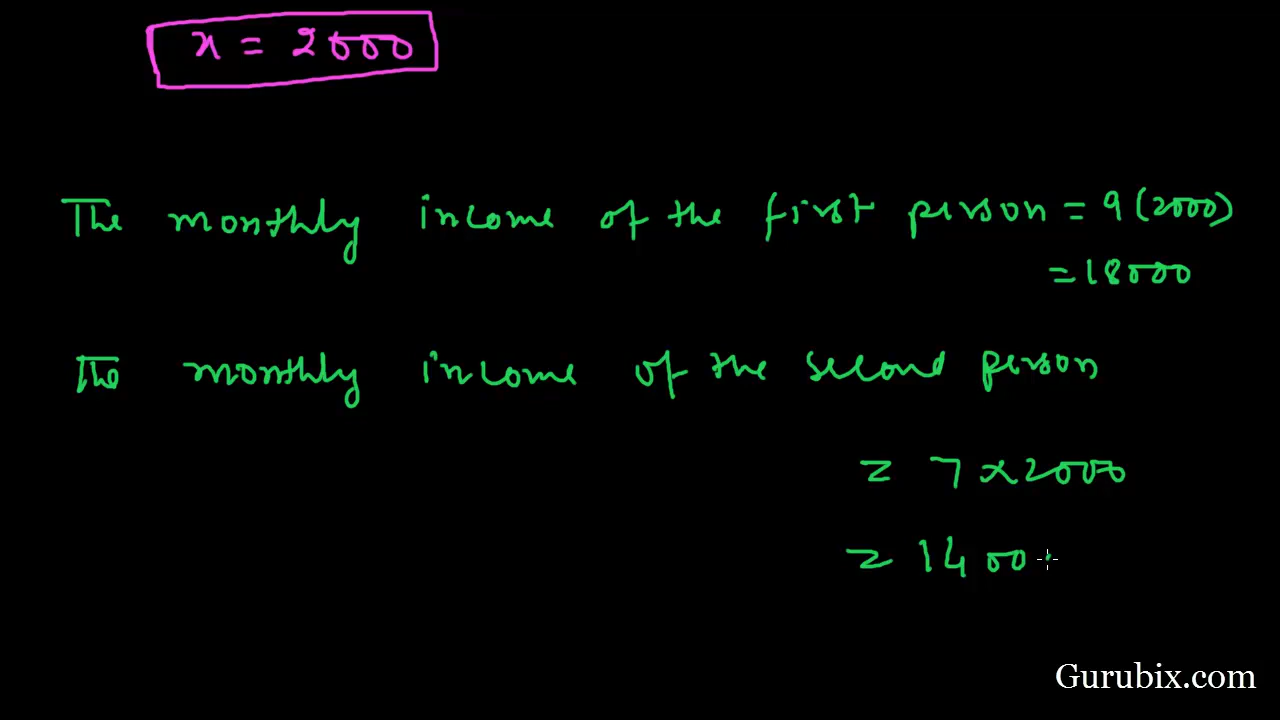 x = 2000
The monthly income of the first person = 9 (2000)
= 18000
The monthly income of the second person
= 7 x 2000
= 1400
Gurubix.com